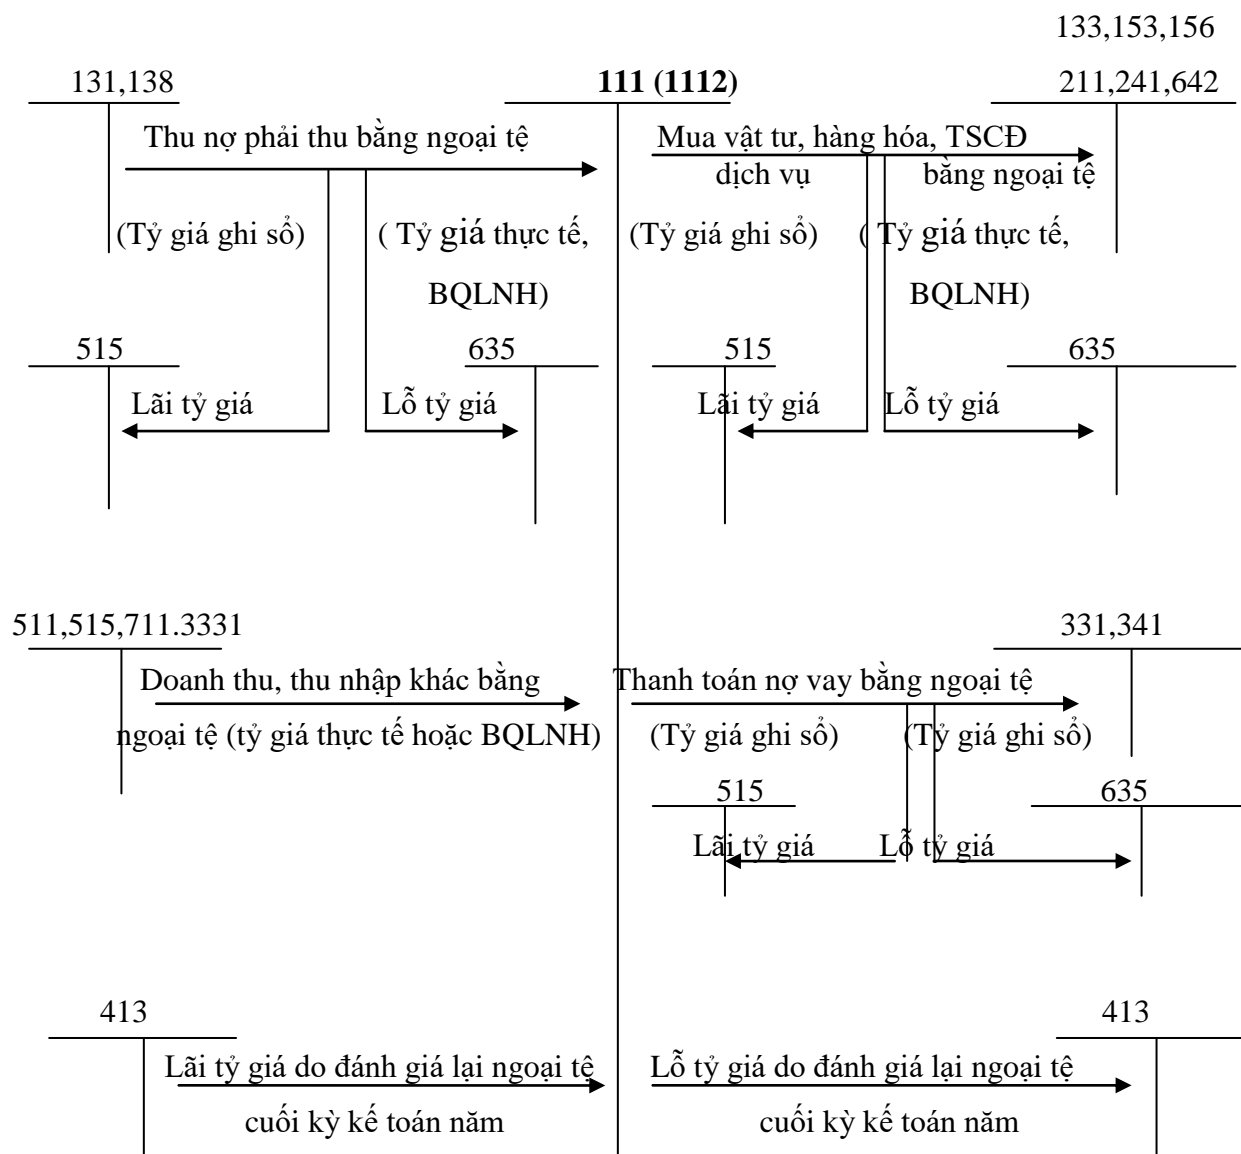 133,153,156
131,138 111 (1112) 211,241,642
Thu nợ phải thu bằng ngoại tệ Mua vật tư, hàng hóa, TSCĐ
dịch vụ bằng ngoại tệ
(Tỷ giá ghi sổ) ( Tỷ giá thực tế, (Tỷ giá ghi sổ) ( Tỷ giá thực tế,
BQLNH) BQLNH)
515 635 515 635
Lãi tỷ giá Lỗ tỷ giá Lãi tỷ giá Lỗ tỷ giá
511,515,711.3331 331,341
Doanh thu, thu nhập khác bằng Thanh toán nợ vay bằng ngoại tệ
ngoại tệ (tỷ giá thực tế hoặc BQLNH) (Tỷ giá ghi sổ) (Tỷ giá ghi sổ)
515 635
Lãi tỷ giá Lỗ tỷ giá
413 413
Lãi tỷ giá do đánh giá lại ngoại tệ Lỗ tỷ giá do đánh giá lại ngoại tệ
cuối kỳ kế toán năm cuối kỳ kế toán năm